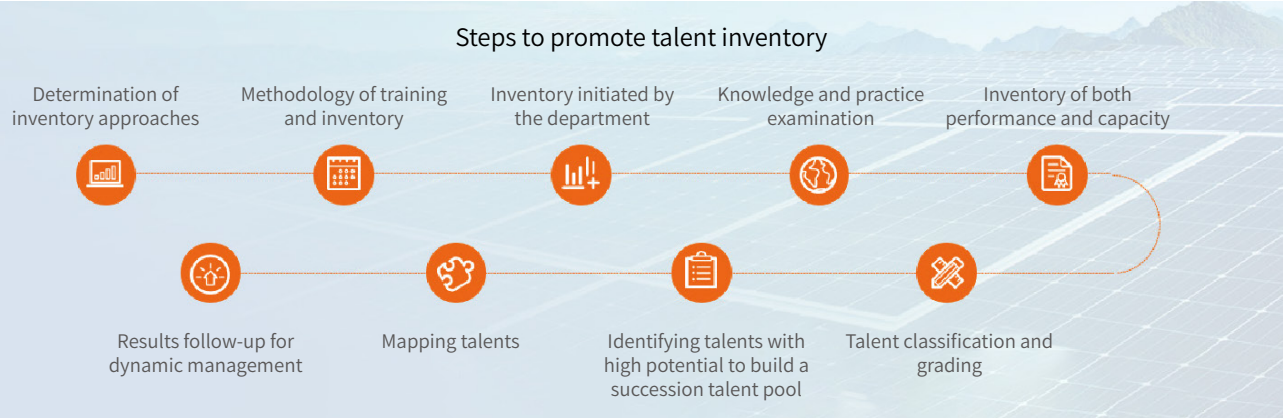 Steps to promote talent inventory
Determination of
inventory approaches
Methodology of training
and inventory
Inventory initiated by
the department
Knowledge and practice
examination
Inventory of both
performance and capacity
Results follow-up for
dynamic management
Mapping talents
Identifying talents with
high potential to build a
succession talent pool
Talent classification and
grading